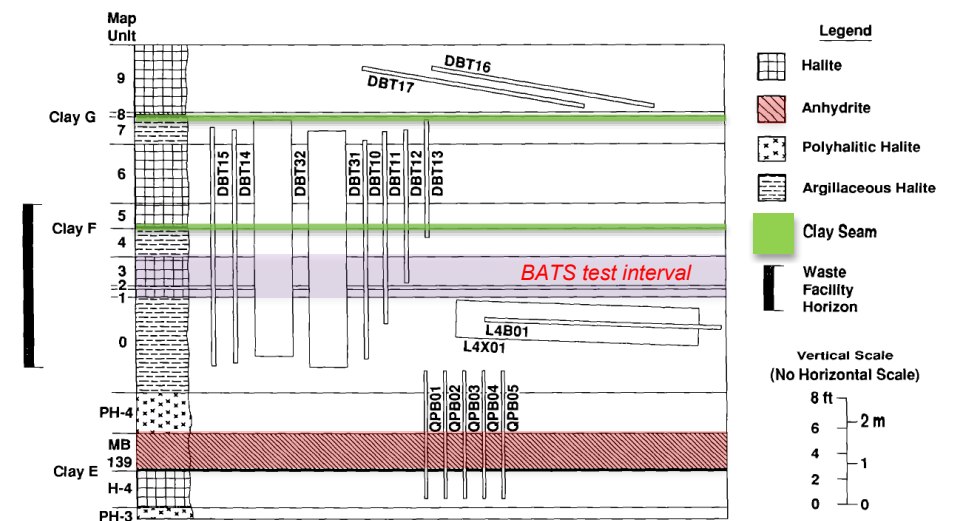 Map
Unit
9
Clay G
8
7
6
5
Clay F
4
3
2
1
0
PH-4
MB
139
Clay E
H-4
PH-3
DBT16
DBT17
DBT15
DBT14
DBT32
DBT31
DBT10
DBT11
DBT12
DBT13
BATS test interval
L4B01
L4X01
QPB01
QPB02
QPB03
QPB04
QPB05
Legend
Halite
Anhydrite
Polyhalitic Halite
Argillaceous Halite
Clay Seam
Waste
Facility
Horizon
Vertical Scale
(No Horizontal Scale)
8 ft
6
4
2
0
2 m
1
0